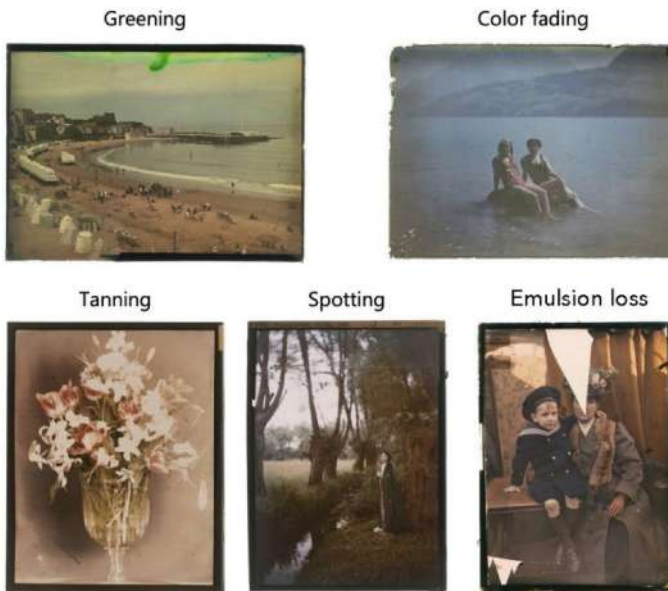 Greening
Color fading
Tanning
Spotting
Emulsion loss